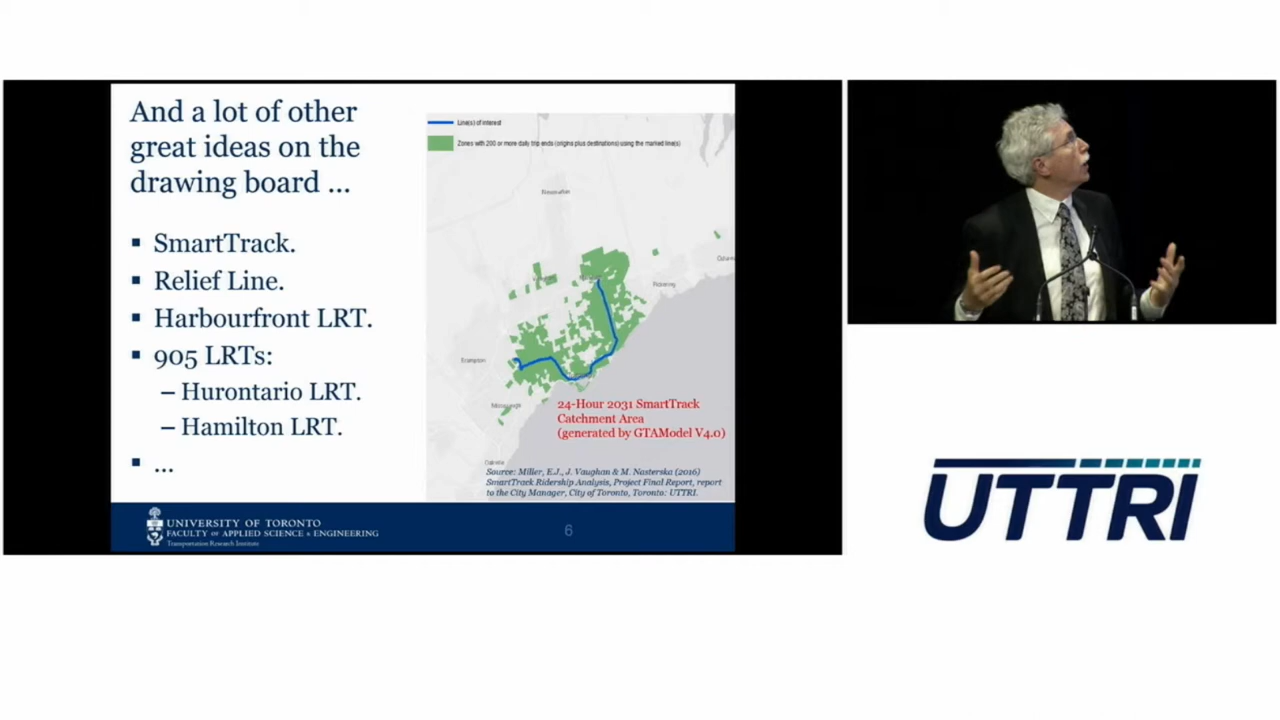 And a lot of other
great ideas on the
drawing board ...
▪ SmartTrack.
▪ Relief Line.
▪ Harbourfront LRT.
▪ 905 LRTs:
– Hurontario LRT.
– Hamilton LRT.
▪ ...
Line(s) of interest
Zones with 200 or more daily trip ends (origins plus destinations) using the marked line(s)
Pickering
Brampton
Mississauga
Oakville
24-Hour 2031 SmartTrack
Catchment Area
(generated by GTAModel V4.0)
Source: Miller, E.J., J. Vaughan & M. Nasterska (2016)
SmartTrack Ridership Analysis, Project Final Report, report
to the City Manager, City of Toronto, Toronto: UTTRI.
UNIVERSITY OF TORONTO
FACULTY OF APPLIED SCIENCE & ENGINEERING
Transportation Research Institute
6
UTTRI